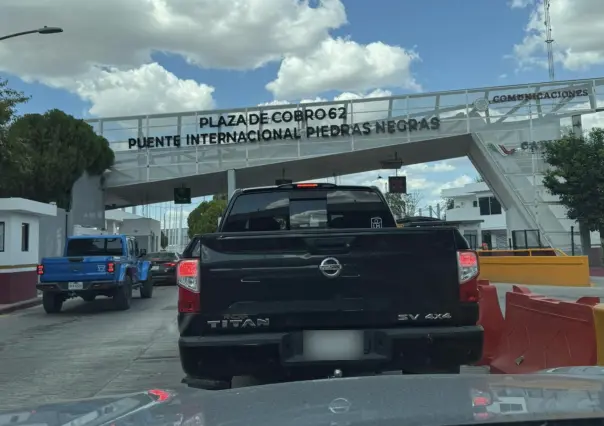 PLAZA DE COBRO 62
PUENTE INTERNACIONAL PIEDRAS NEGRAS
COMUNICACIONES
TITAN
SV 4X4